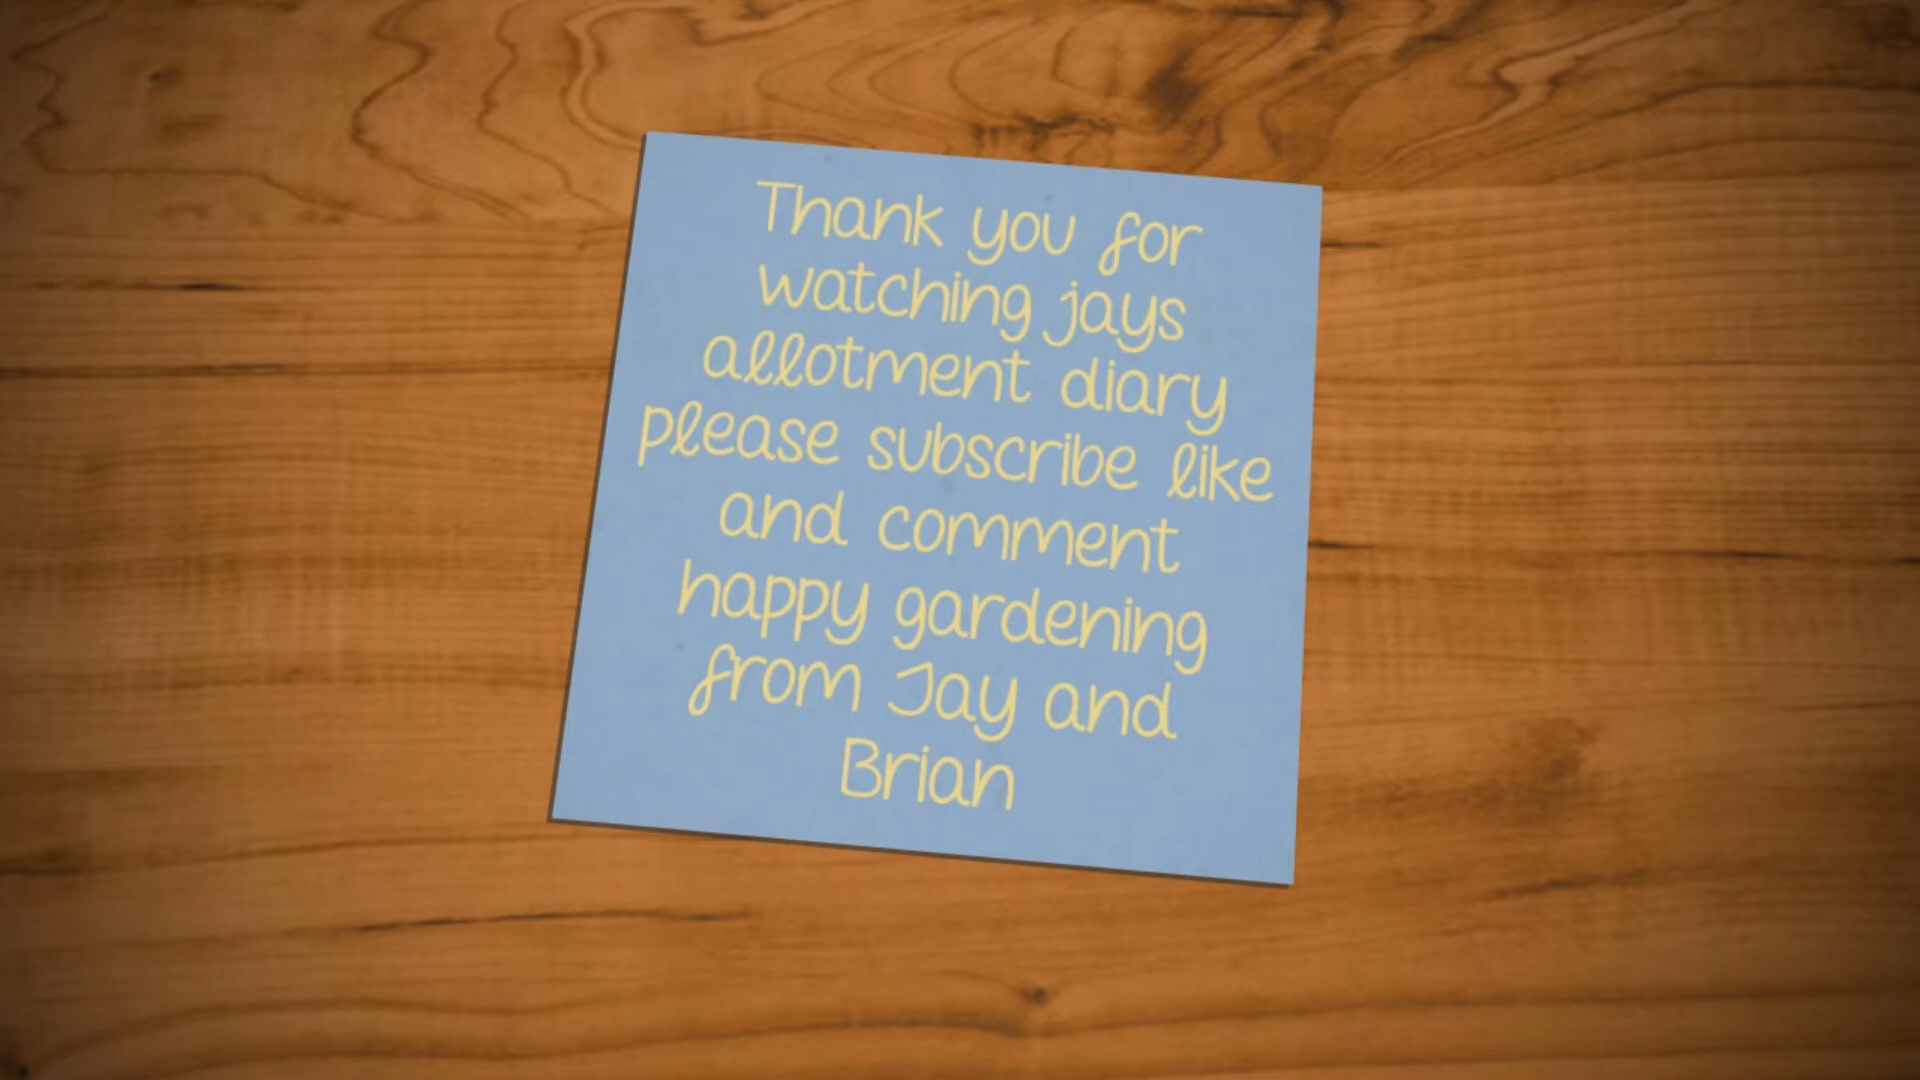 Thank you for
watching jays
allotment diary
please subscribe like
and comment
happy gardening
from Jay and
Brian